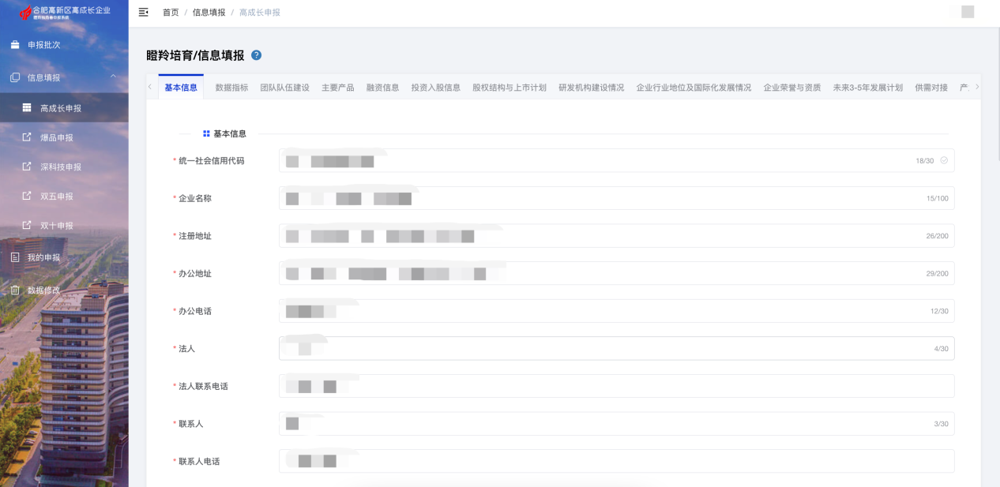 合肥高新区高成长企业
首页 / 信息填报 / 高成长申报
申报批次
信息填报
高成长申报
爆品申报
深科技申报
双五申报
双十申报
我的申报
数据修改
瞪羚培育/信息填报 ?
基本信息 数据指标 团队队伍建设 主要产品 融资信息 投资入股信息 股权结构与上市计划 研发机构建设情况 企业行业地位及国际化发展情况 企业荣誉与资质 未来3-5年发展计划 供需对接 产
基本信息
* 统一社会信用代码 18/30
* 企业名称 15/100
* 注册地址 26/200
* 办公地址 29/200
* 办公电话 12/30
* 法人 4/30
* 法人联系电话
* 联系人 3/30
* 联系人电话